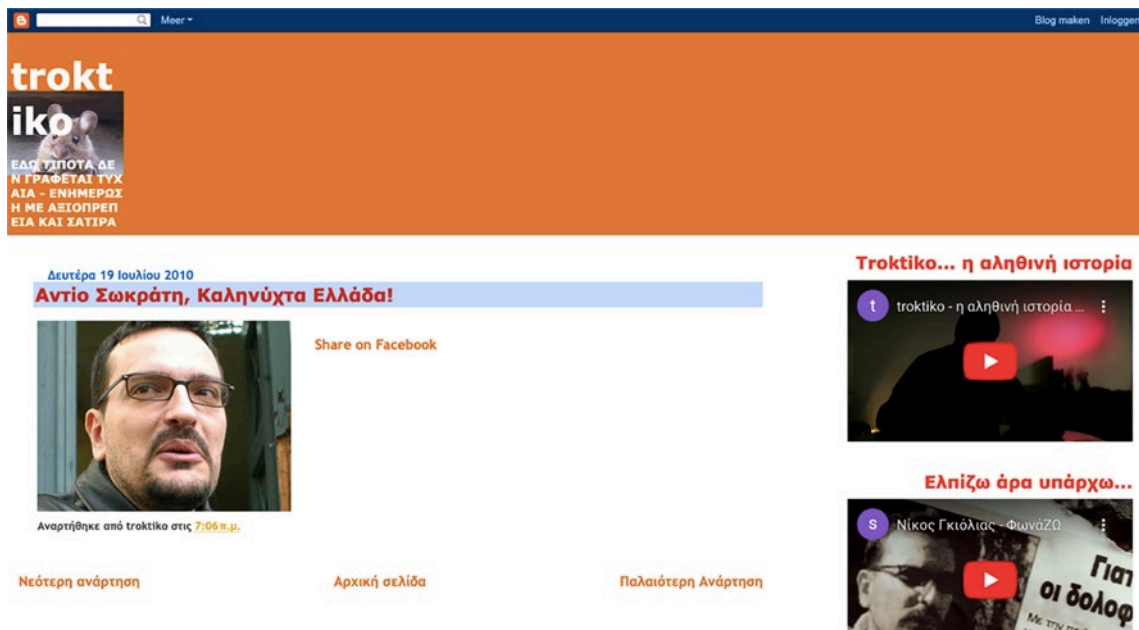 Meer
Blog maken Inloggen
trokt
iko
ΕΔΩ ΤΙΠΟΤΑ ΔΕ
Ν ΓΡΑΦΕΤΑΙ ΤΥΧ
ΑΙΑ - ΕΝΗΜΕΡΩΣ
Η ΜΕ ΑΞΙΟΠΡΕΠ
ΕΙΑ ΚΑΙ ΣΑΤΙΡΑ
Δευτέρα 19 Ιουλίου 2010
Αντίο Σωκράτη, Καληνύχτα Ελλάδα!
Share on Facebook
Αναρτήθηκε από troktiko στις 7:06 π.μ.
Νεότερη ανάρτηση
Αρχική σελίδα
Παλαιότερη Ανάρτηση
Troktiko... η αληθινή ιστορία
t
troktiko - η αληθινή ιστορία ...
Ελπίζω άρα υπάρχω...
s
Νίκος Γκιόλιας - ΦωνάΖΩ
Γιατ
οι δολοφ
Με την